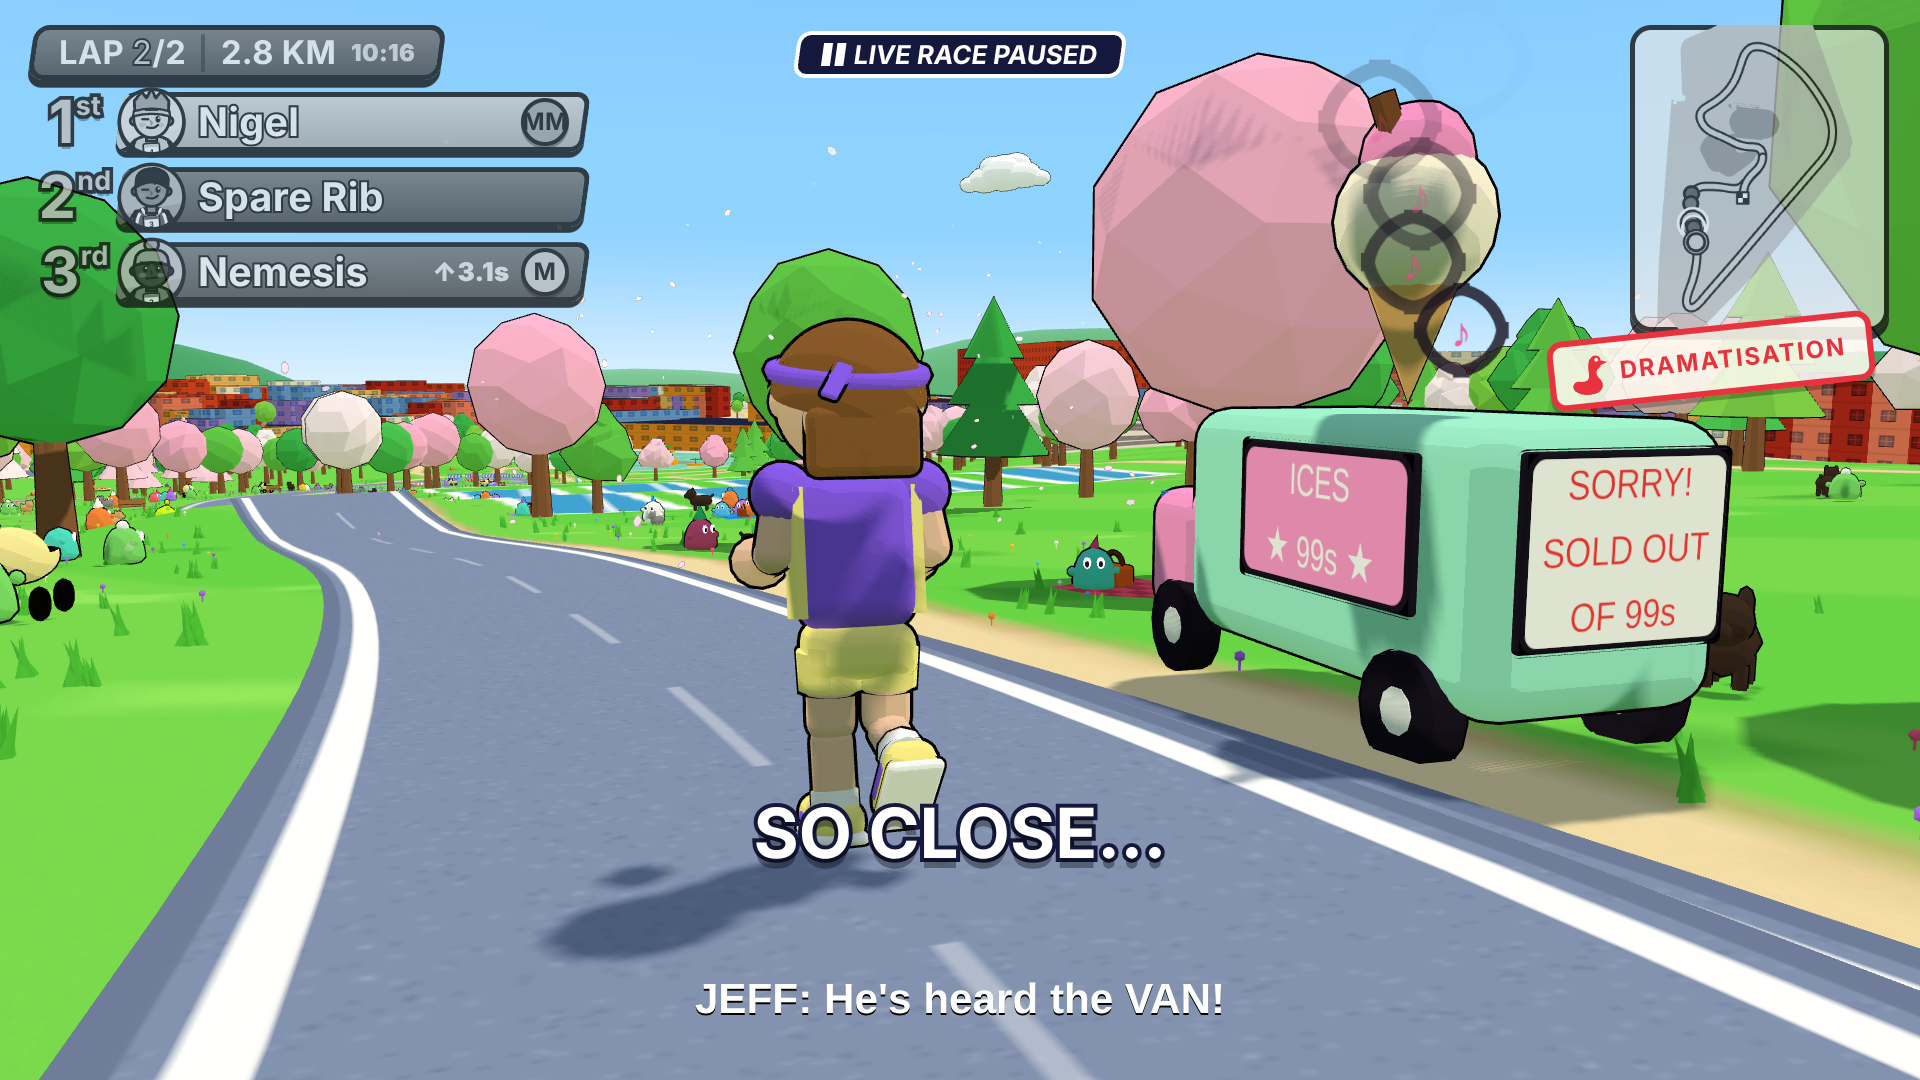 LAP 2/2 2.8 KM 10:16
LIVE RACE PAUSED
1st Nigel MM
2nd Spare Rib
3rd Nemesis ↑3.1s M
DRAMATISATION
ICES
★ 99s ★
SORRY!
SOLD OUT
OF 99s
SO CLOSE...
JEFF: He's heard the VAN!